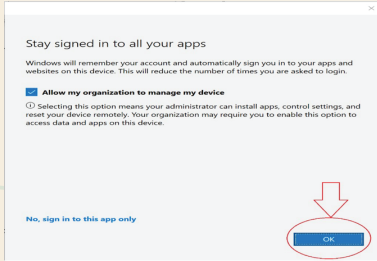 Stay signed in to all your apps
Windows will remember your account and automatically sign you in to your apps and
websites on this device. This will reduce the number of times you are asked to login.
Allow my organization to manage my device
Selecting this option means your administrator can install apps, control settings, and
reset your device remotely. Your organization may require you to enable this option to
access data and apps on this device.
No, sign in to this app only
OK